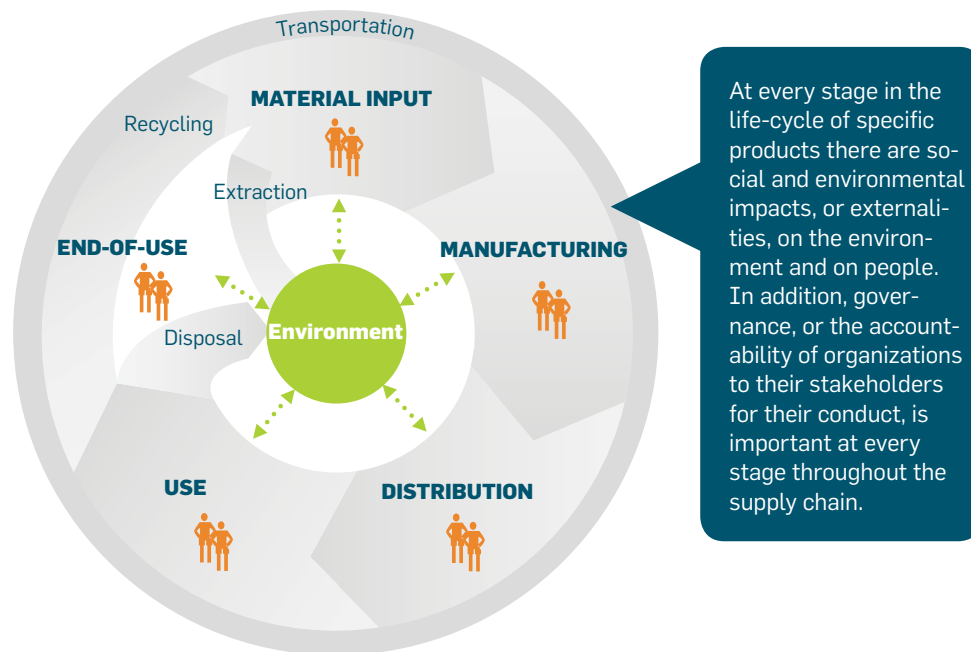 Transportation
MATERIAL INPUT
Recycling
Extraction
END-OF-USE
MANUFACTURING
Environment
Disposal
USE
DISTRIBUTION
At every stage in the
life-cycle of specific
products there are so-
cial and environmental
impacts, or externali-
ties, on the environ-
ment and on people.
In addition, gover-
nance, or the account-
ability of organizations
to their stakeholders
for their conduct, is
important at every
stage throughout the
supply chain.